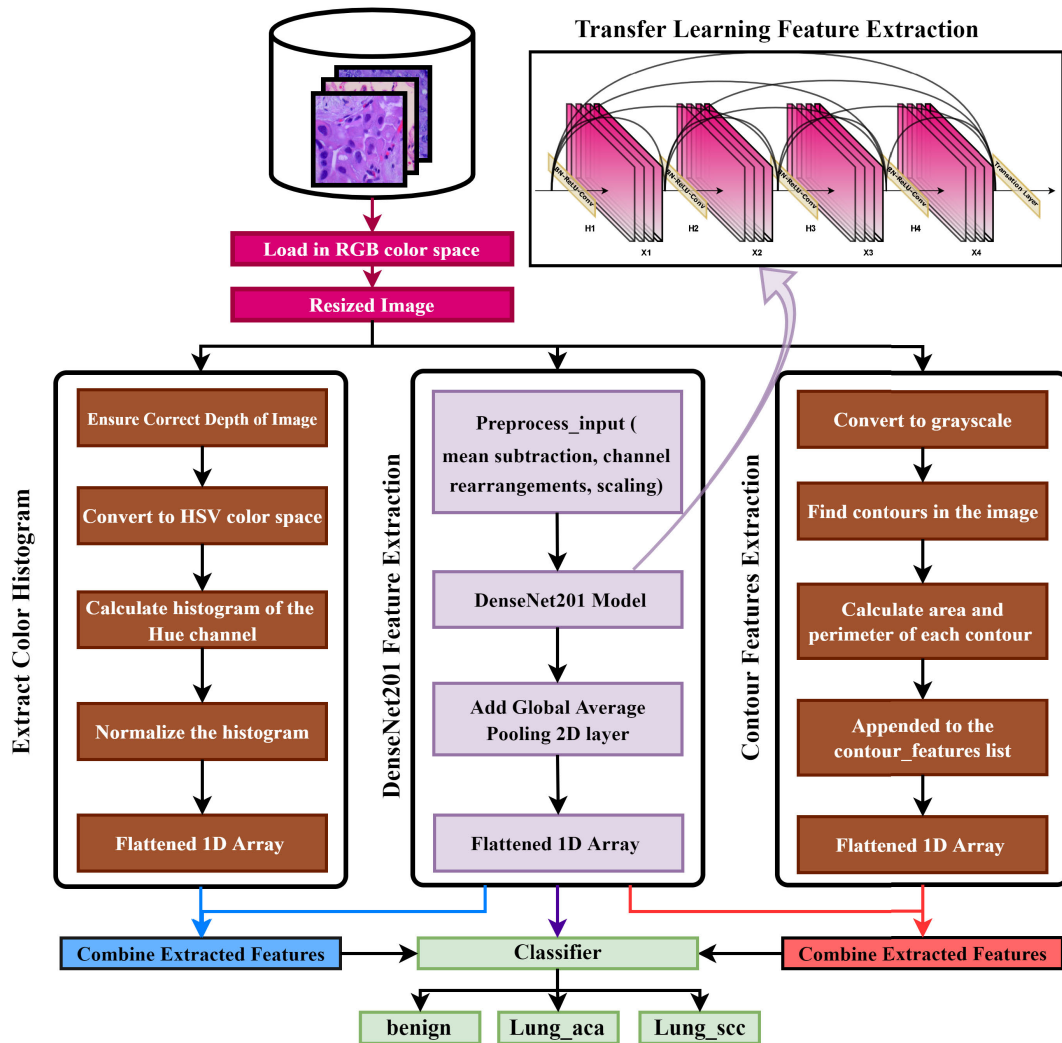 Transfer Learning Feature Extraction
BN-ReLU-Conv
BN-ReLU-Conv
BN-ReLU-Conv
BN-ReLU-Conv
Transation Layer
H1
H2
H3
H4
X1
X2
X3
X4
Load in RGB color space
Resized Image
Extract Color Histogram
Ensure Correct Depth of Image
Convert to HSV color space
Calculate histogram of the
Hue channel
Normalize the histogram
Flattened 1D Array
DenseNet201 Feature Extraction
Preprocess_input (
mean subtraction, channel
rearrangements, scaling)
DenseNet201 Model
Add Global Average
Pooling 2D layer
Flattened 1D Array
Contour Features Extraction
Convert to grayscale
Find contours in the image
Calculate area and
perimeter of each contour
Appended to the
contour_features list
Flattened 1D Array
Combine Extracted Features
Classifier
Combine Extracted Features
benign
Lung_aca
Lung_scc